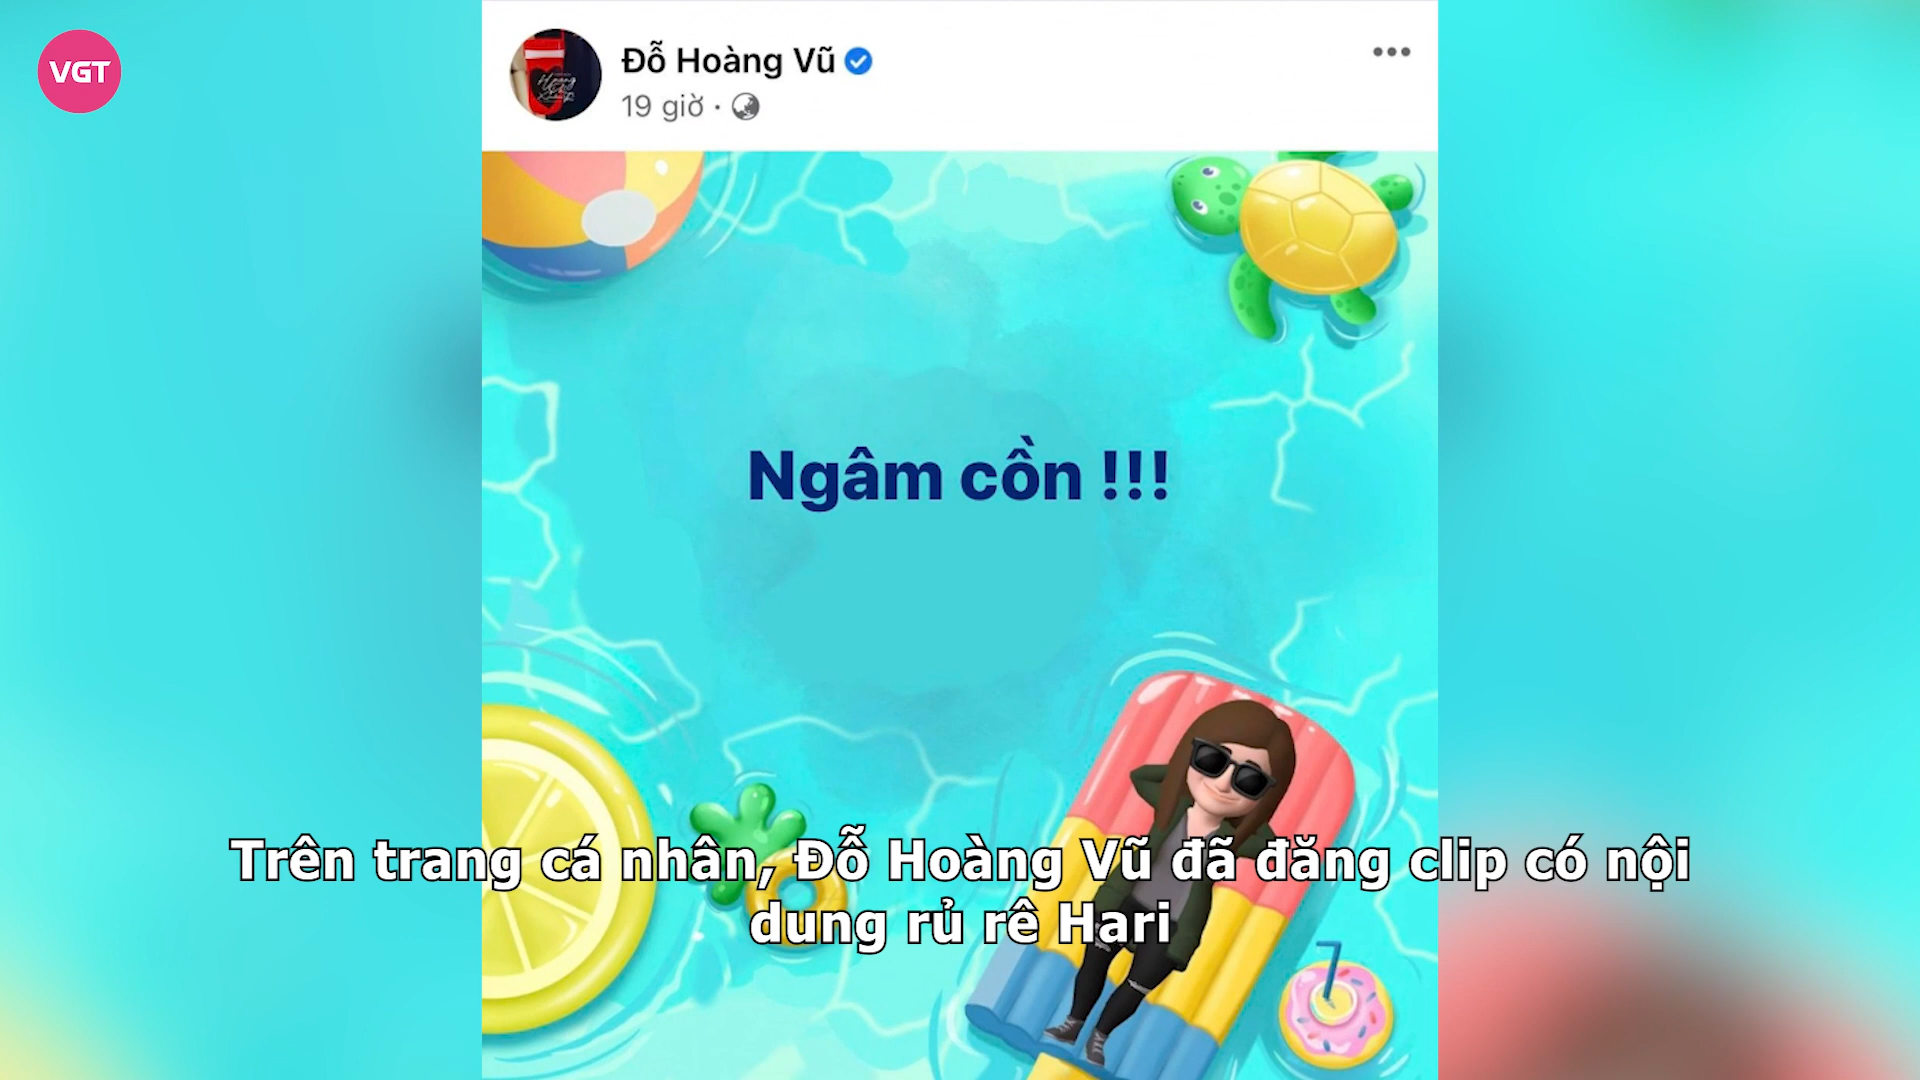 VGT
Đỗ Hoàng Vũ
19 giờ ·
Ngâm cồn !!!
Trên trang cá nhân, Đỗ Hoàng Vũ đã đăng clip có nội
dung rủ rê Hari